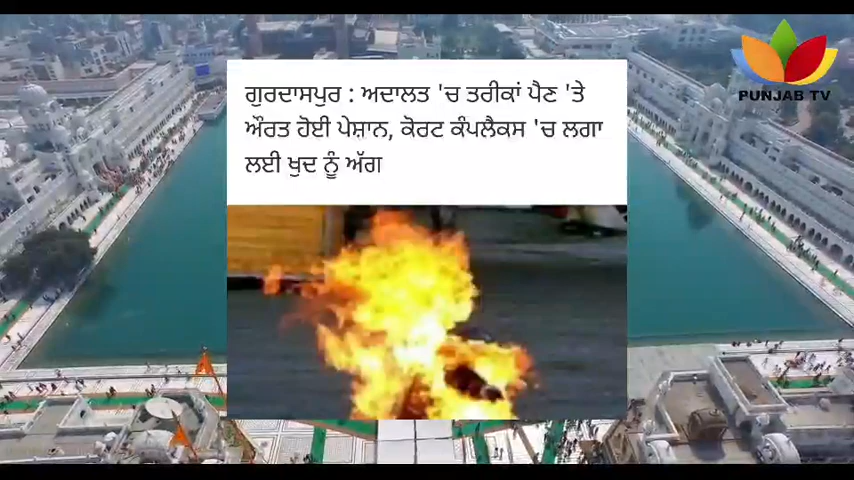 PUNJAB TV
ਗੁਰਦਾਸਪੁਰ : ਅਦਾਲਤ 'ਚ ਤਰੀਕਾਂ ਪੈਣ 'ਤੇ
ਔਰਤ ਹੋਈ ਪੇਸ਼ਾਨ, ਕੋਰਟ ਕੰਪਲੈਕਸ 'ਚ ਲਗਾ
ਲਈ ਖੁਦ ਨੂੰ ਅੱਗ